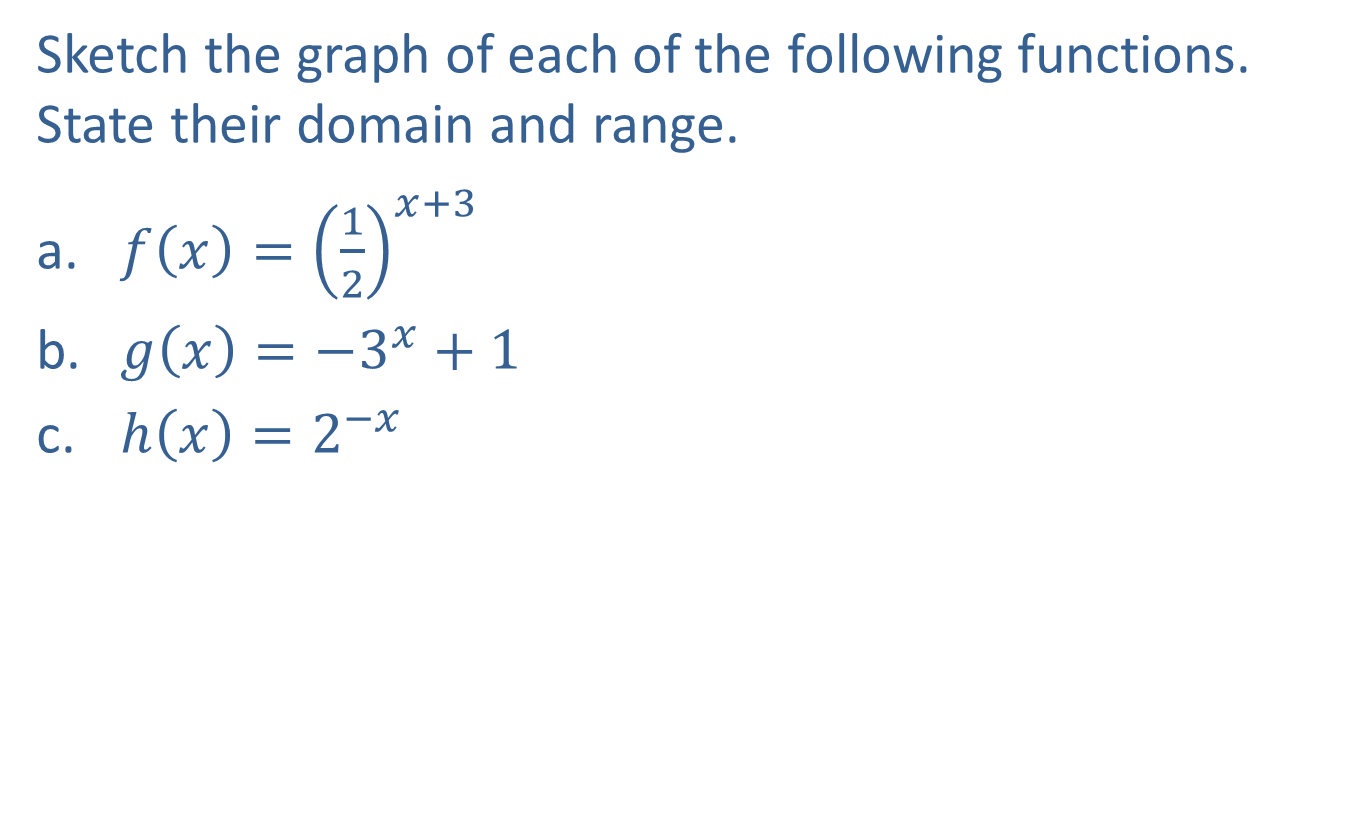 Sketch the graph of each of the following functions.
State their domain and range.
a. f(x) = (1/2)^(x+3)
b. g(x) = −3^x + 1
c. h(x) = 2^(−x)